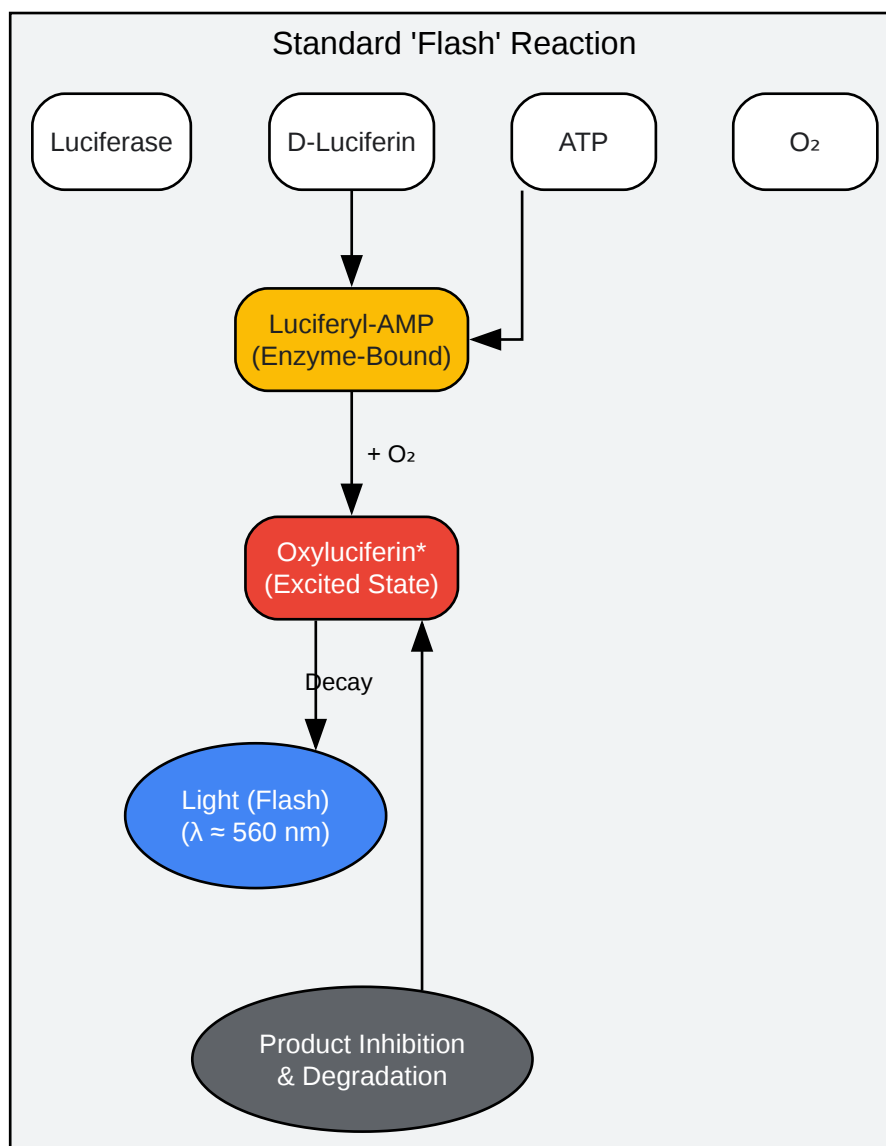 Standard 'Flash' Reaction
Luciferase
D-Luciferin
ATP
O₂
Luciferyl-AMP
(Enzyme-Bound)
+ O₂
Oxyluciferin*
(Excited State)
Decay
Light (Flash)
(λ ≈ 560 nm)
Product Inhibition
& Degradation